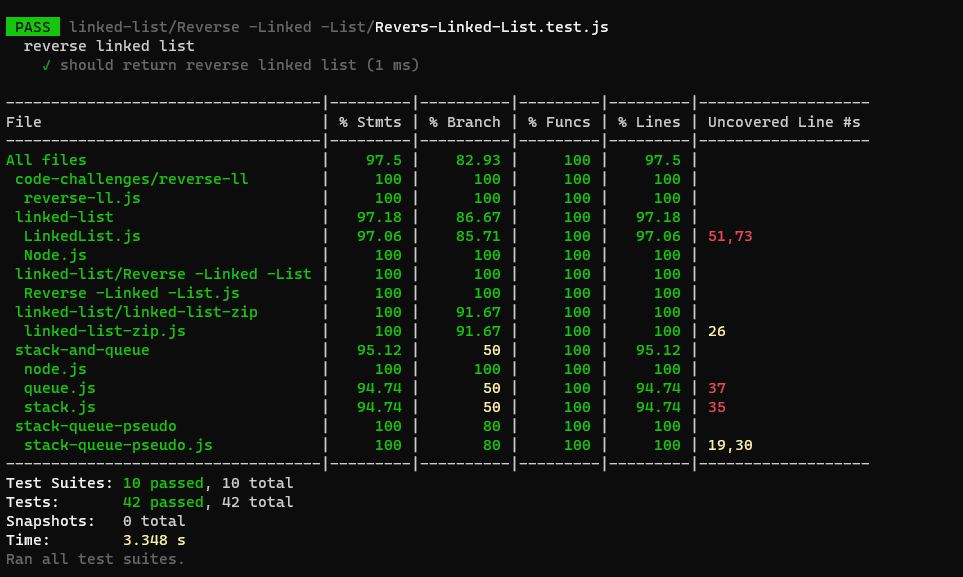 PASS linked-list/Reverse -Linked -List/Revers-Linked-List.test.js
reverse linked list
√ should return reverse linked list (1 ms)
-----------------------------------|---------|----------|---------|---------|-------------------
File | % Stmts | % Branch | % Funcs | % Lines | Uncovered Line #s
-----------------------------------|---------|----------|---------|---------|-------------------
All files | 97.5 | 82.93 | 100 | 97.5 |
code-challenges/reverse-ll | 100 | 100 | 100 | 100 |
reverse-ll.js | 100 | 100 | 100 | 100 |
linked-list | 97.18 | 86.67 | 100 | 97.18 |
LinkedList.js | 97.06 | 85.71 | 100 | 97.06 | 51,73
Node.js | 100 | 100 | 100 | 100 |
linked-list/Reverse -Linked -List | 100 | 100 | 100 | 100 |
Reverse -Linked -List.js | 100 | 100 | 100 | 100 |
linked-list/linked-list-zip | 100 | 91.67 | 100 | 100 |
linked-list-zip.js | 100 | 91.67 | 100 | 100 | 26
stack-and-queue | 95.12 | 50 | 100 | 95.12 |
node.js | 100 | 100 | 100 | 100 |
queue.js | 94.74 | 50 | 100 | 94.74 | 37
stack.js | 94.74 | 50 | 100 | 94.74 | 35
stack-queue-pseudo | 100 | 80 | 100 | 100 |
stack-queue-pseudo.js | 100 | 80 | 100 | 100 | 19,30
-----------------------------------|---------|----------|---------|---------|-------------------
Test Suites: 10 passed, 10 total
Tests: 42 passed, 42 total
Snapshots: 0 total
Time: 3.348 s
Ran all test suites.